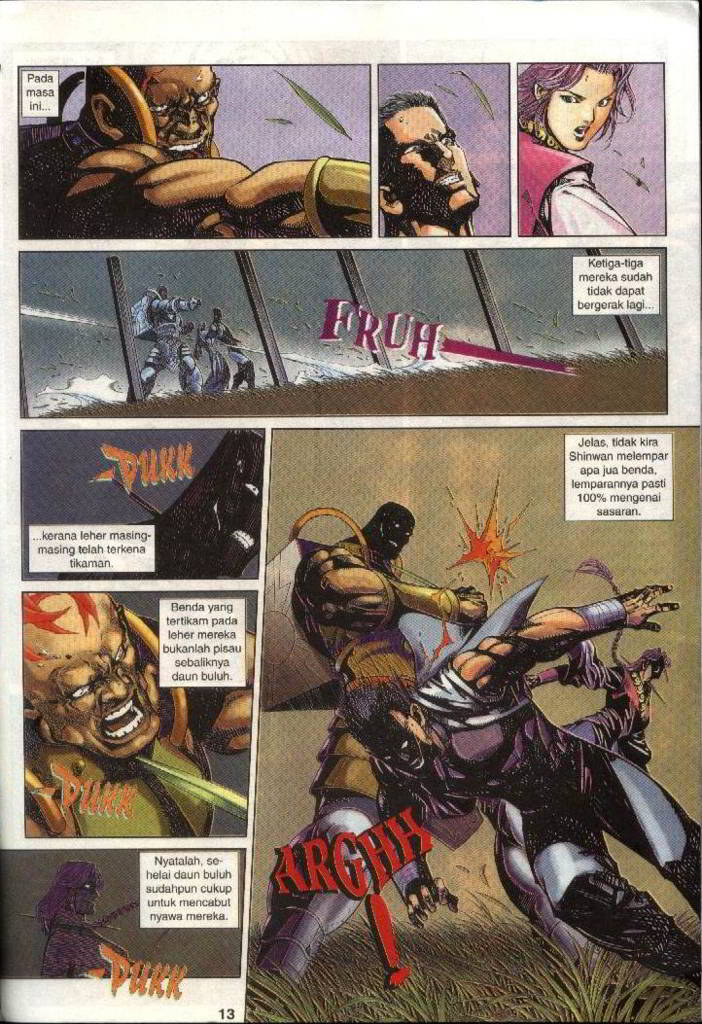 Pada
masa
ini...
Ketiga-tiga
mereka sudah
tidak dapat
bergerak lagi...
FRUH
DUKK
...kerana leher masing-
masing telah terkena
tikaman.
Jelas, tidak kira
Shinwan melempar
apa jua benda,
lemparannya pasti
100% mengenai
sasaran.
Benda yang
tertikam pada
leher mereka
bukanlah pisau
sebaliknya
daun buluh.
DUKK
ARGHH!
Nyatalah, se-
helai daun buluh
sudahpun cukup
untuk mencabut
nyawa mereka.
DUKK
13